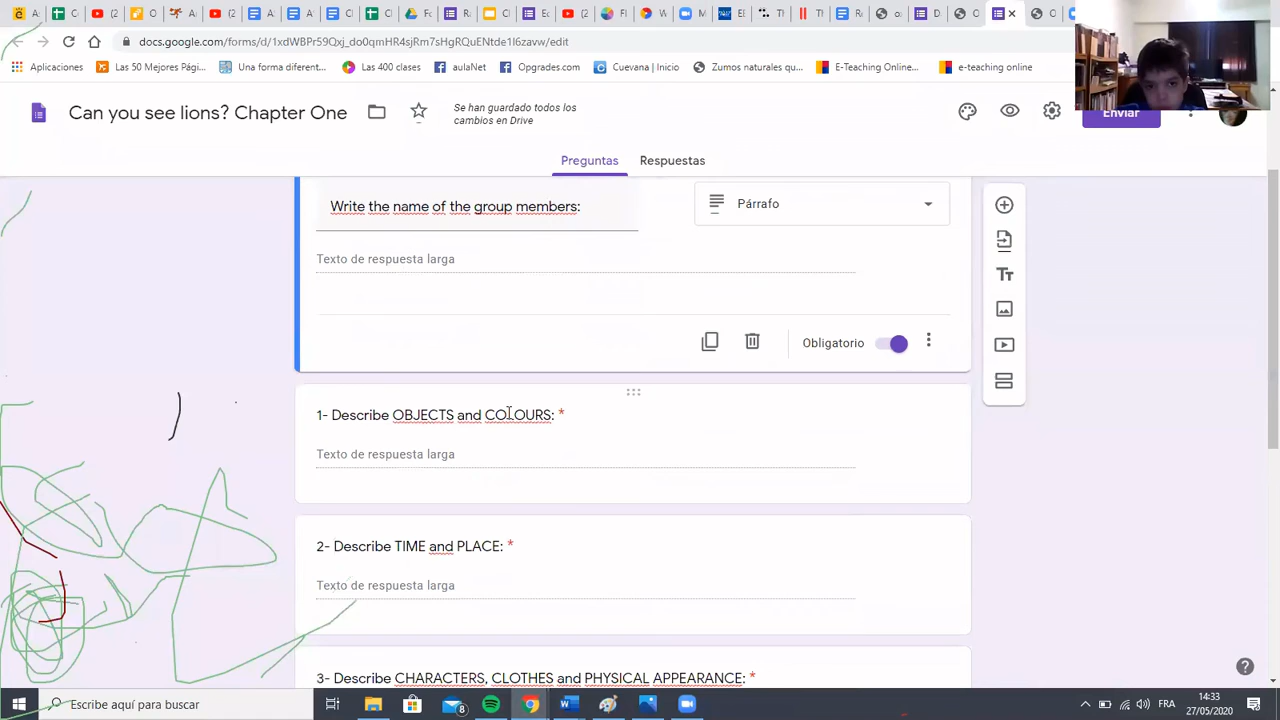 docs.google.com/forms/d/1xdWBPr59Qxj_do0qmHR4sjRm7sHgRQuENtde1l6zavw/edit
Aplicaciones Las 50 Mejores Pági... Una forma diferent... Las 400 clases aulaNet Opgrades.com Cuevana | Inicio Zumos naturales qu... E-Teaching Online... e-teaching online
Can you see lions? Chapter One
Se han guardado todos los
cambios en Drive
Enviar
Preguntas Respuestas
Write the name of the group members:
Párrafo
Texto de respuesta larga
Obligatorio
1- Describe OBJECTS and COLOURS: *
Texto de respuesta larga
2- Describe TIME and PLACE: *
Texto de respuesta larga
3- Describe CHARACTERS, CLOTHES and PHYSICAL APPEARANCE: *
Escribe aquí para buscar
FRA
14:33
27/05/2020